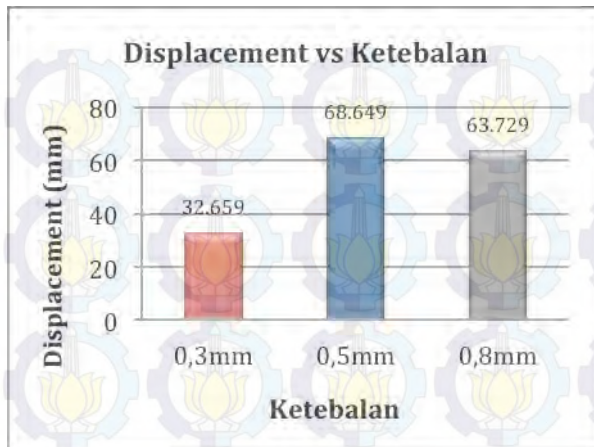 Displacement vs Ketebalan
Displacement (mm)
80
60
40
20
0
32.659
68.649
63.729
0,3mm 0,5mm 0,8mm
Ketebalan